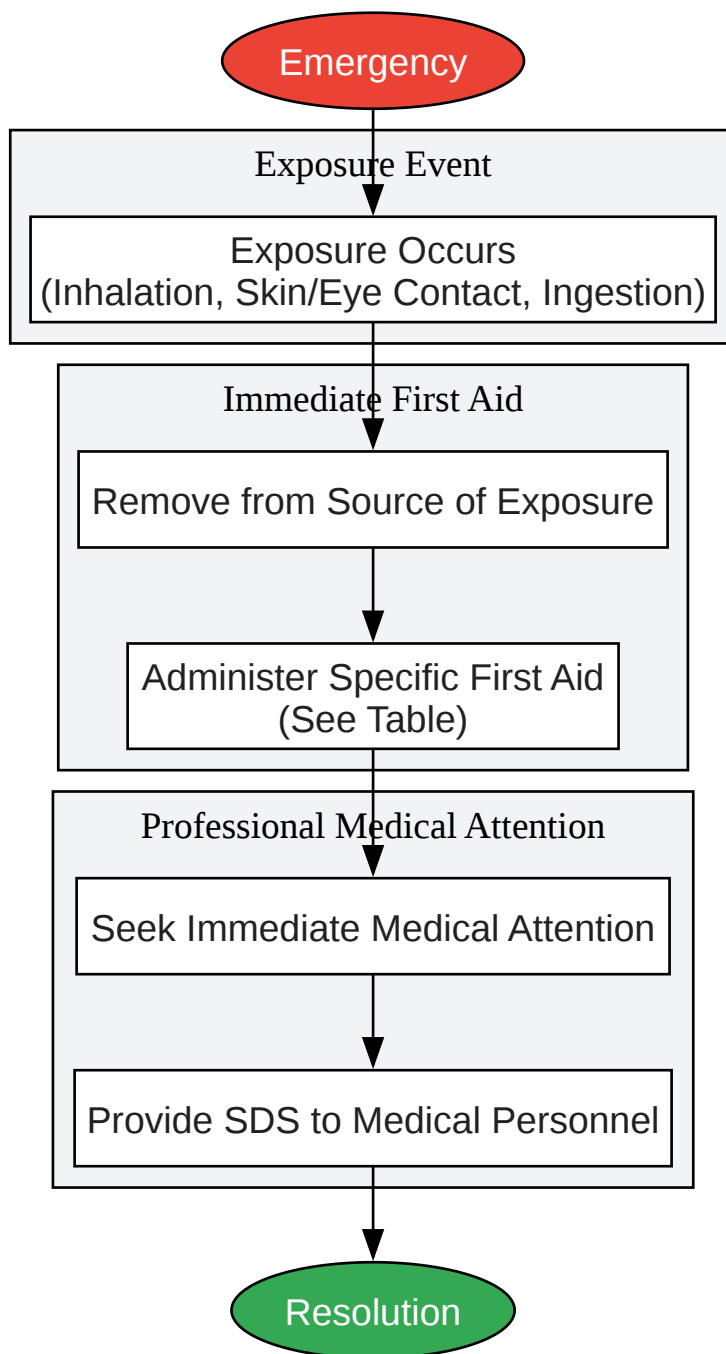 Emergency
Exposure Event
Exposure Occurs
(Inhalation, Skin/Eye Contact, Ingestion)
Immediate First Aid
Remove from Source of Exposure
Administer Specific First Aid
(See Table)
Professional Medical Attention
Seek Immediate Medical Attention
Provide SDS to Medical Personnel
Resolution